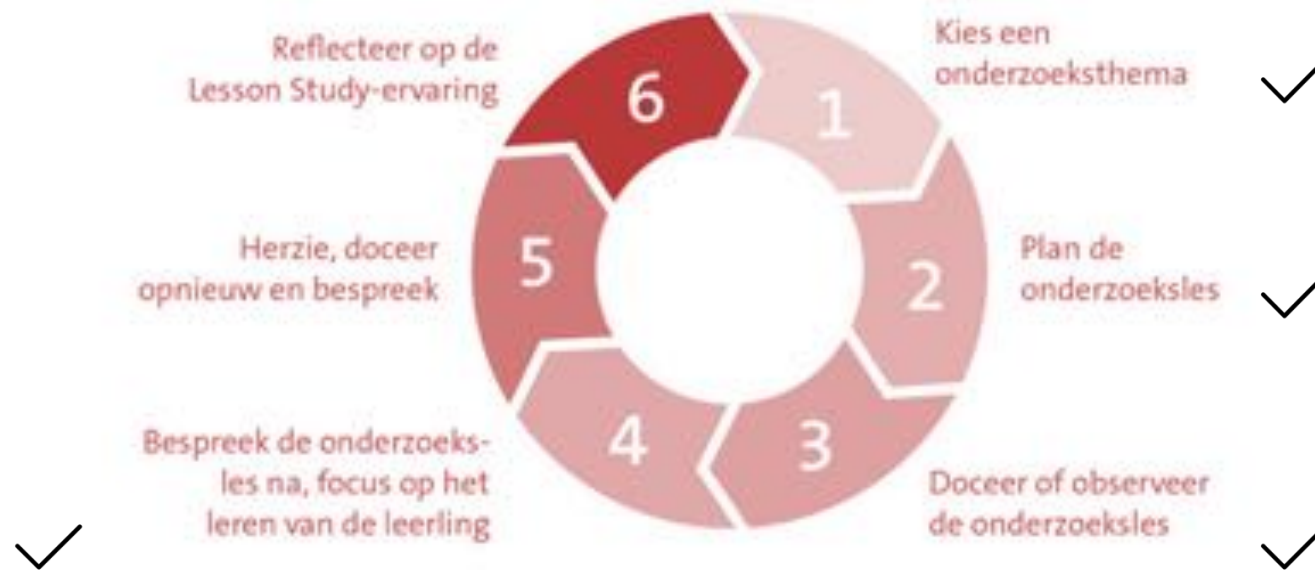 1
Kies een
onderzoeksthema
2
Plan de
onderzoeksles
3
Doceer of observeer
de onderzoeksles
4
Bespreek de onderzoeks-
les na, focus op het
leren van de leerling
5
Herzie, doceer
opnieuw en bespreek
6
Reflecteer op de
Lesson Study-ervaring